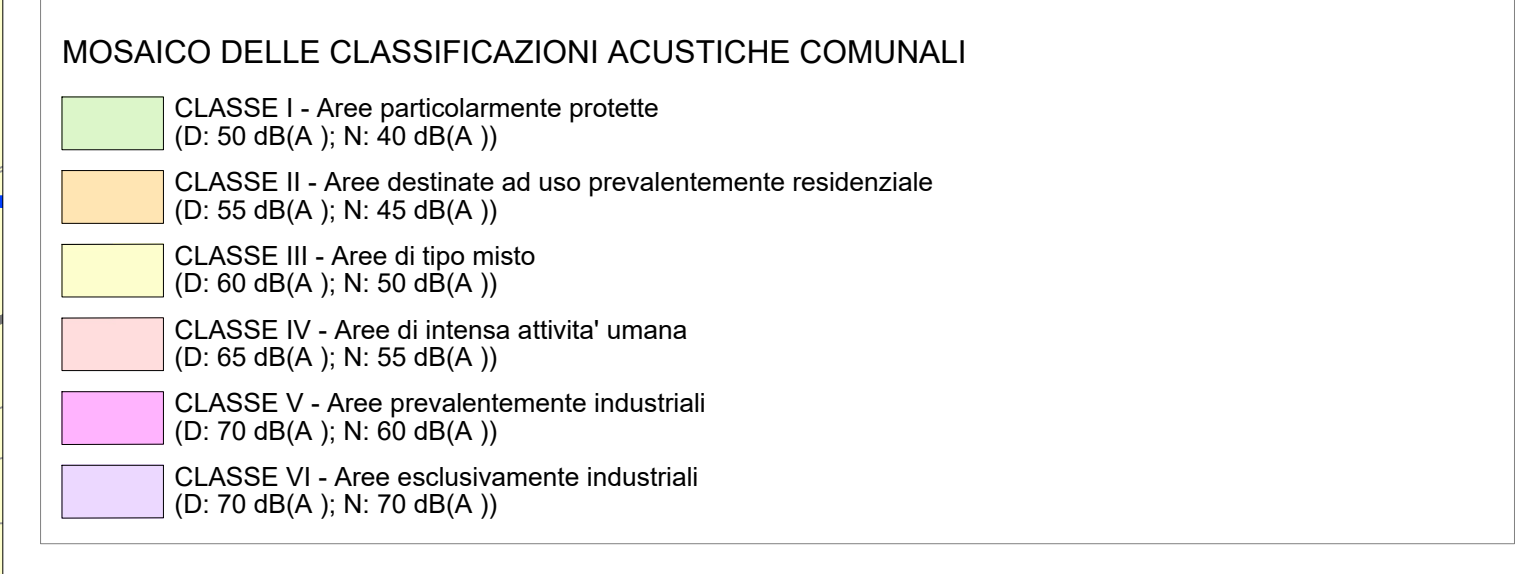 MOSAICO DELLE CLASSIFICAZIONI ACUSTICHE COMUNALI
CLASSE I - Aree particolarmente protette
(D: 50 dB(A ); N: 40 dB(A ))
CLASSE II - Aree destinate ad uso prevalentemente residenziale
(D: 55 dB(A ); N: 45 dB(A ))
CLASSE III - Aree di tipo misto
(D: 60 dB(A ); N: 50 dB(A ))
CLASSE IV - Aree di intensa attivita' umana
(D: 65 dB(A ); N: 55 dB(A ))
CLASSE V - Aree prevalentemente industriali
(D: 70 dB(A ); N: 60 dB(A ))
CLASSE VI - Aree esclusivamente industriali
(D: 70 dB(A ); N: 70 dB(A ))